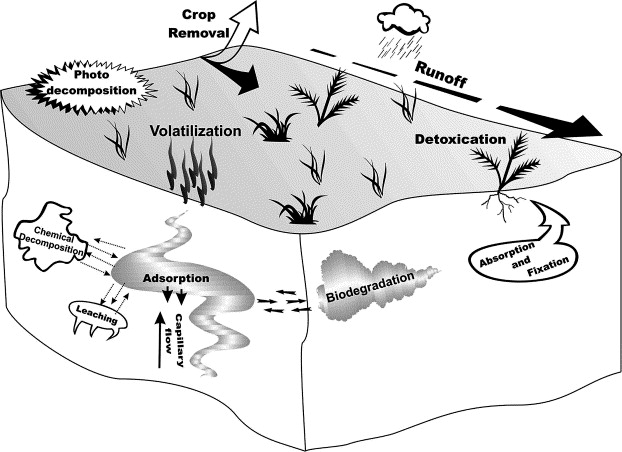 Crop
Removal
Runoff
Photo
decomposition
Volatilization
Detoxication
Chemical
Decomposition
Adsorption
Biodegradation
Absorption
and
Fixation
Leaching
Capillary
flow